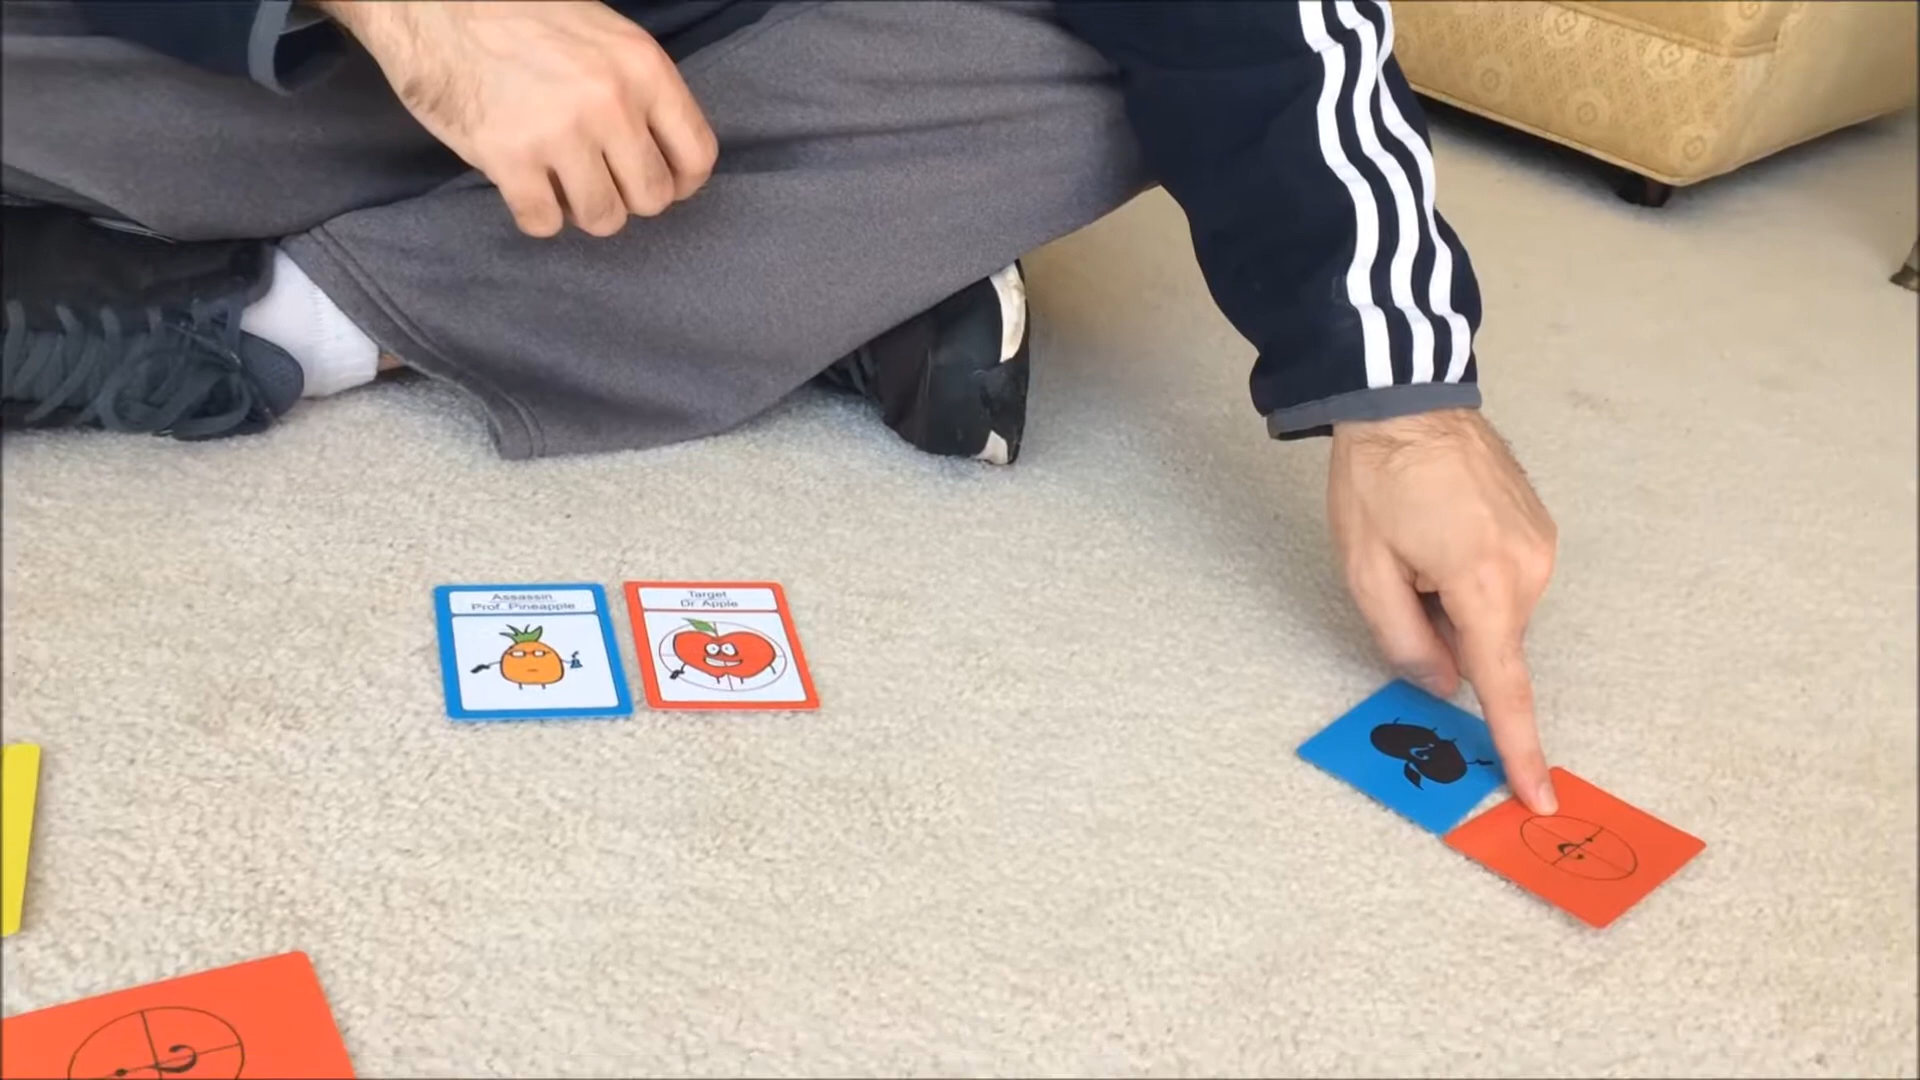 Assassin
Prof. Pineapple
Target
Dr. Apple
?
?
?